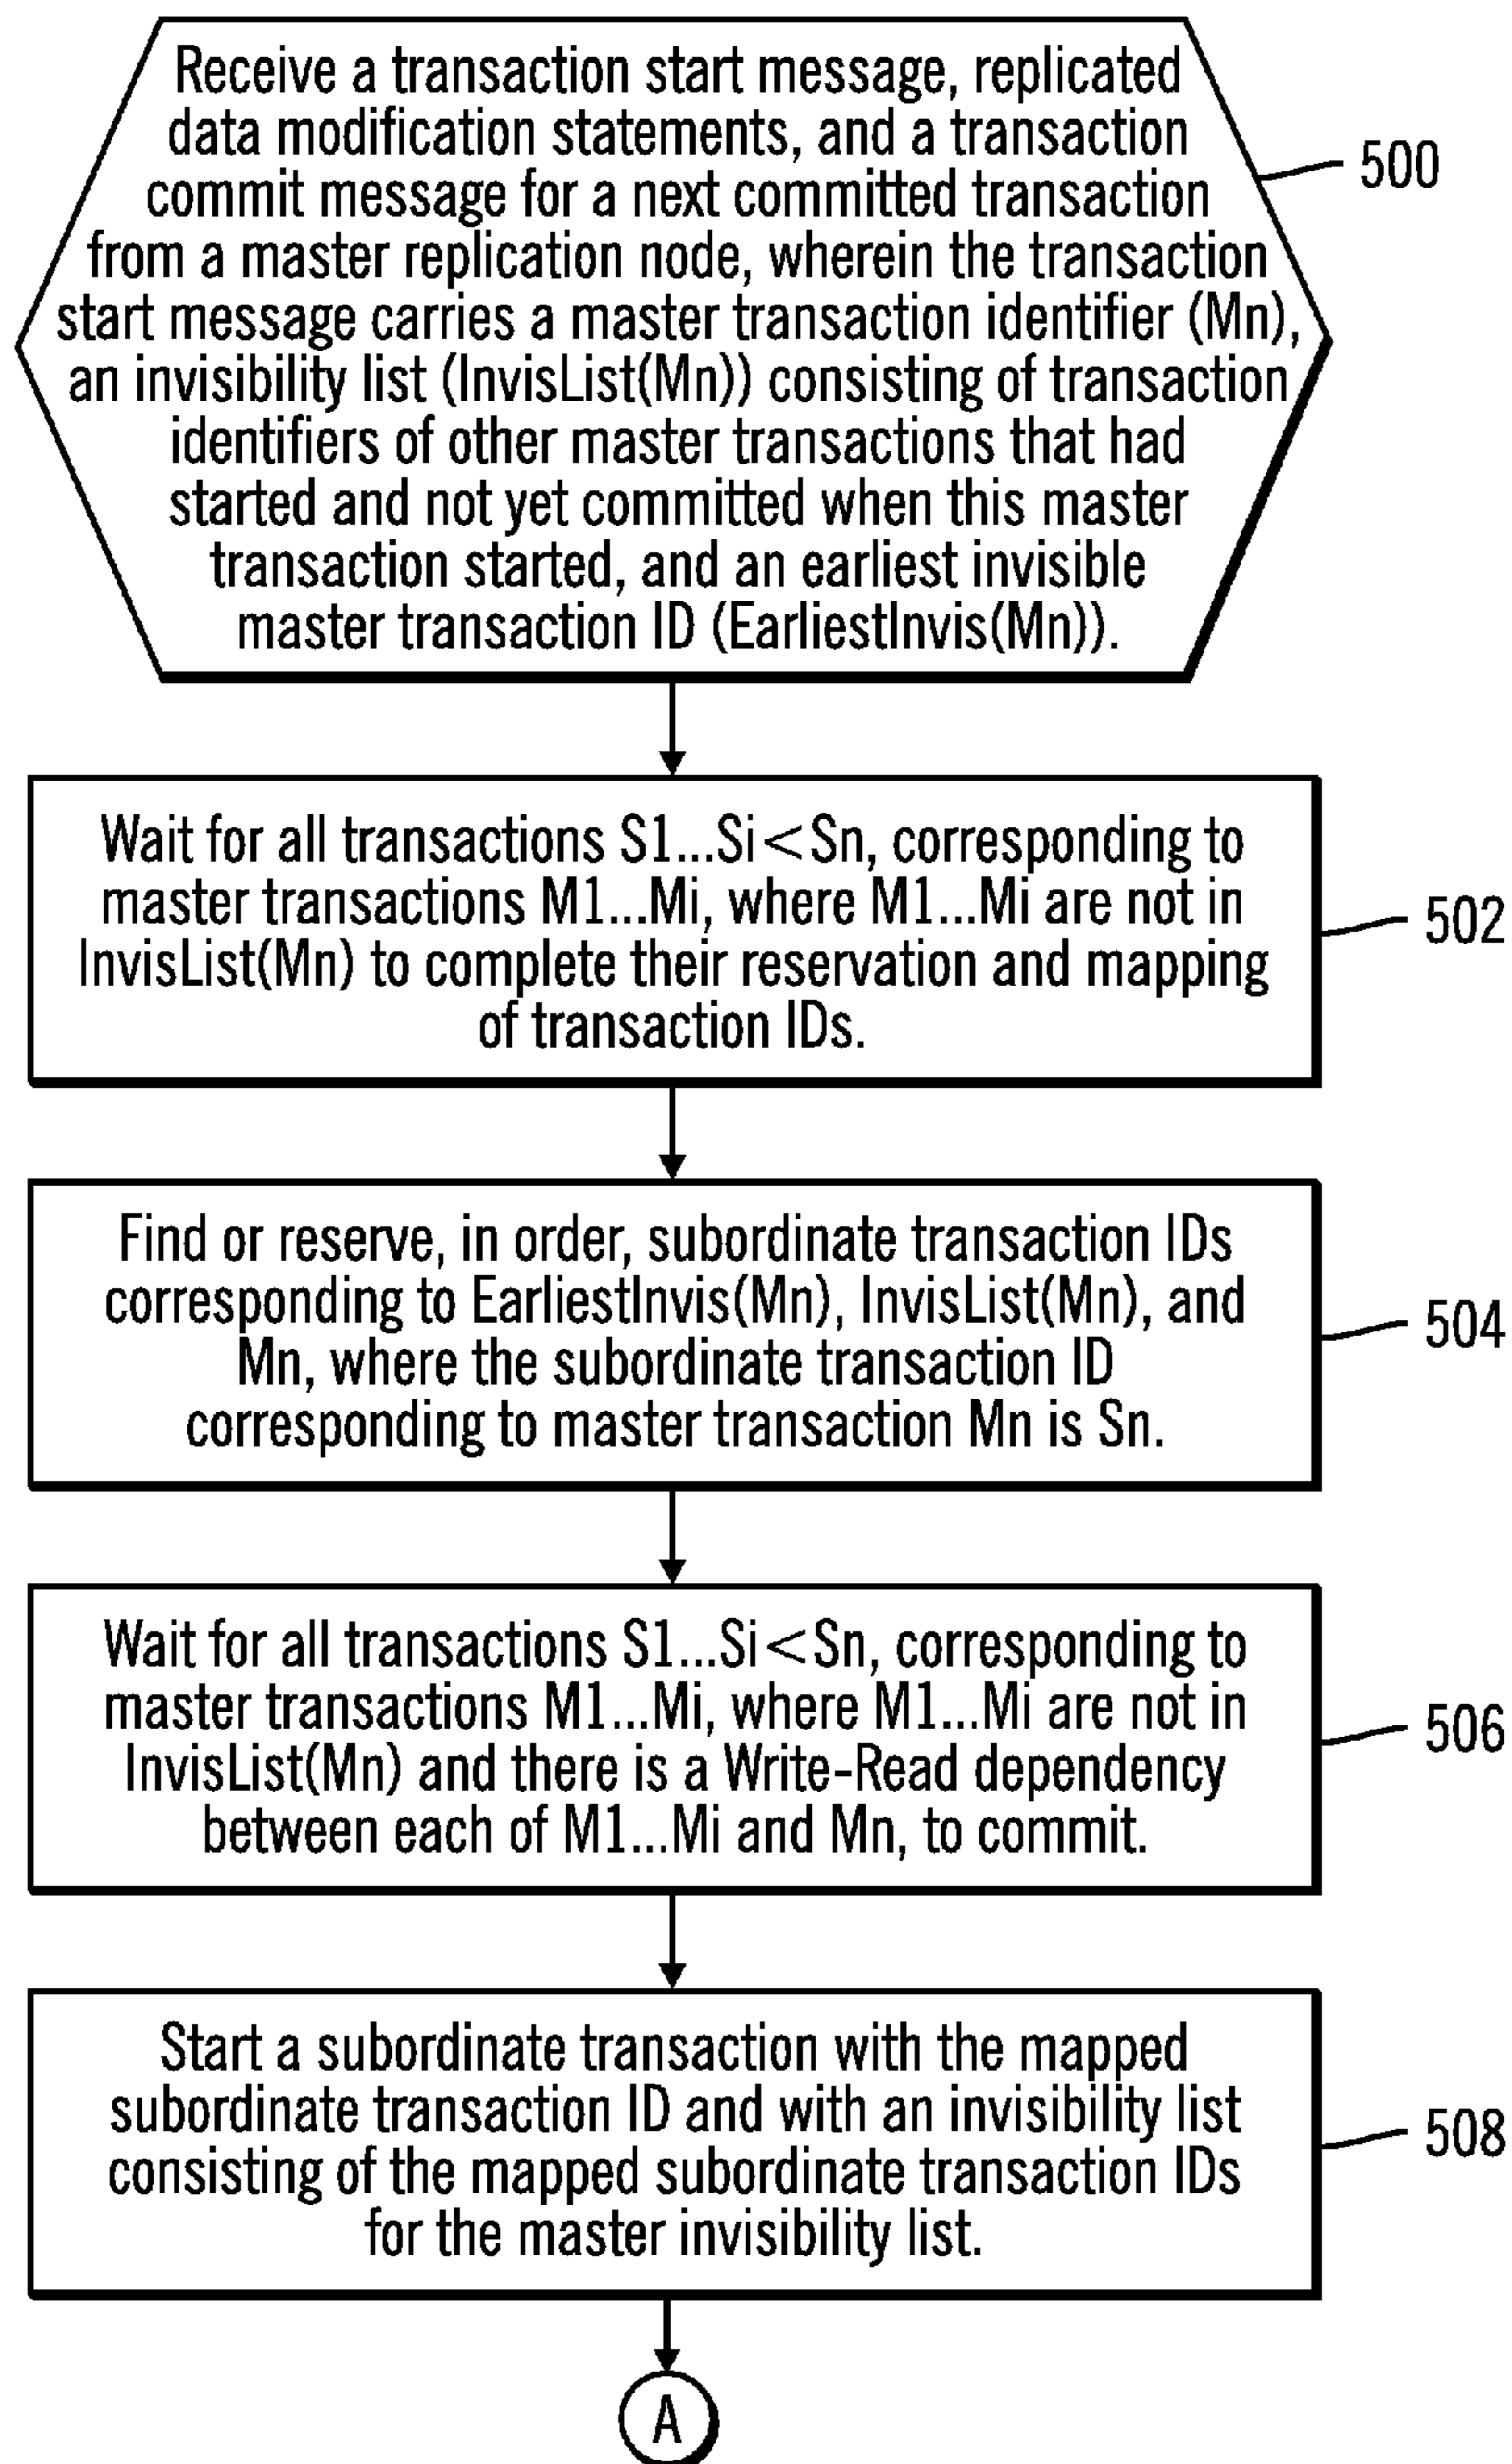 Receive a transaction start message, replicated
data modification statements, and a transaction
commit message for a next committed transaction
from a master replication node, wherein the transaction
start message carries a master transaction identifier (Mn),
an invisibility list (InvisList(Mn)) consisting of transaction
identifiers of other master transactions that had
started and not yet committed when this master
transaction started, and an earliest invisible
master transaction ID (EarliestInvis(Mn)).
500
Wait for all transactions S1...Si<Sn, corresponding to
master transactions M1...Mi, where M1...Mi are not in
InvisList(Mn) to complete their reservation and mapping
of transaction IDs.
502
Find or reserve, in order, subordinate transaction IDs
corresponding to EarliestInvis(Mn), InvisList(Mn), and
Mn, where the subordinate transaction ID
corresponding to master transaction Mn is Sn.
504
Wait for all transactions S1...Si<Sn, corresponding to
master transactions M1...Mi, where M1...Mi are not in
InvisList(Mn) and there is a Write-Read dependency
between each of M1...Mi and Mn, to commit.
506
Start a subordinate transaction with the mapped
subordinate transaction ID and with an invisibility list
consisting of the mapped subordinate transaction IDs
for the master invisibility list.
508
A